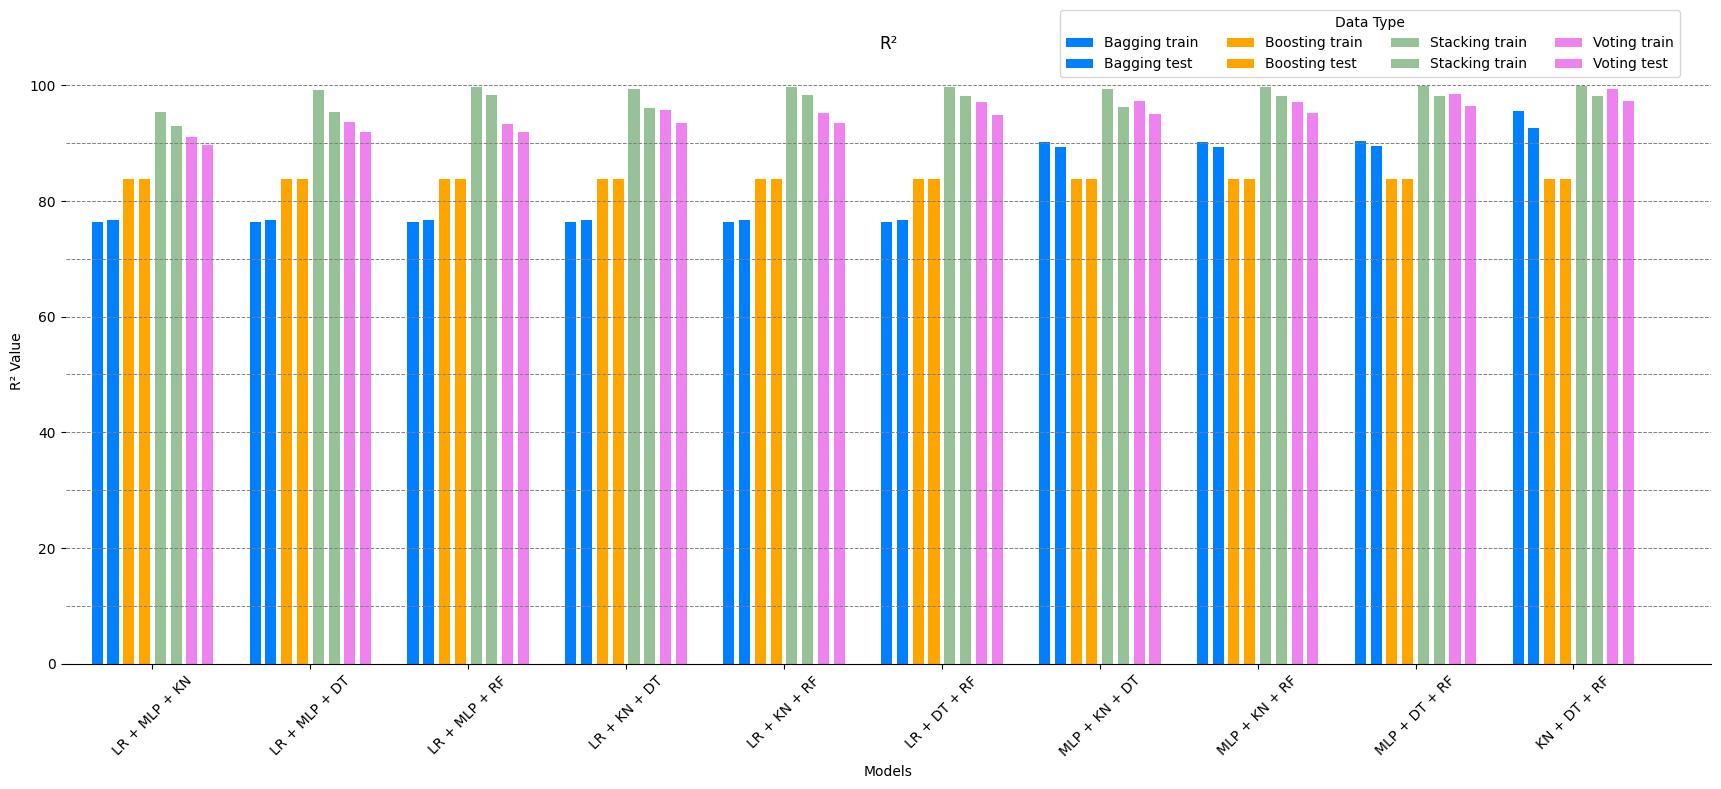 R²
Data Type
Bagging train
Bagging test
Boosting train
Boosting test
Stacking train
Stacking test
Voting train
Voting test
R² Value
100
80
60
40
20
0
LR + MLP + KN
LR + MLP + DT
LR + MLP + RF
LR + KN + DT
LR + KN + RF
LR + DT + RF
MLP + KN + DT
MLP + KN + RF
MLP + DT + RF
KN + DT + RF
Models